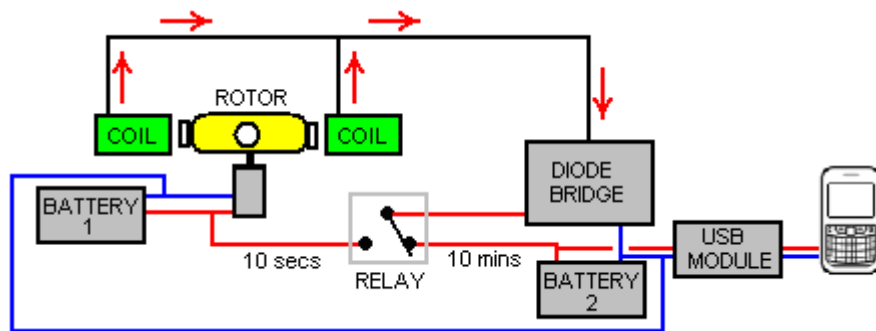 ROTOR
COIL
COIL
DIODE
BRIDGE
BATTERY
1
10 secs
10 mins
RELAY
BATTERY
2
USB
MODULE